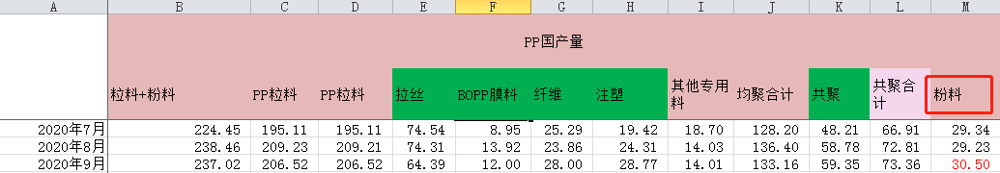 A B C D E F G H I J K L M
PP国产量
粒料+粉料 PP粒料 PP粒料 拉丝 BOPP膜料 纤维 注塑 其他专用料 均聚合计 共聚 共聚合计 粉料
2020年7月 224.45 195.11 195.11 74.54 8.95 25.29 19.42 18.70 128.20 48.21 66.91 29.34
2020年8月 238.46 209.23 209.21 74.31 13.92 23.86 24.31 14.03 136.40 58.78 72.81 29.23
2020年9月 237.02 206.52 206.52 64.39 12.00 28.00 28.77 14.01 133.16 59.35 73.36 30.50